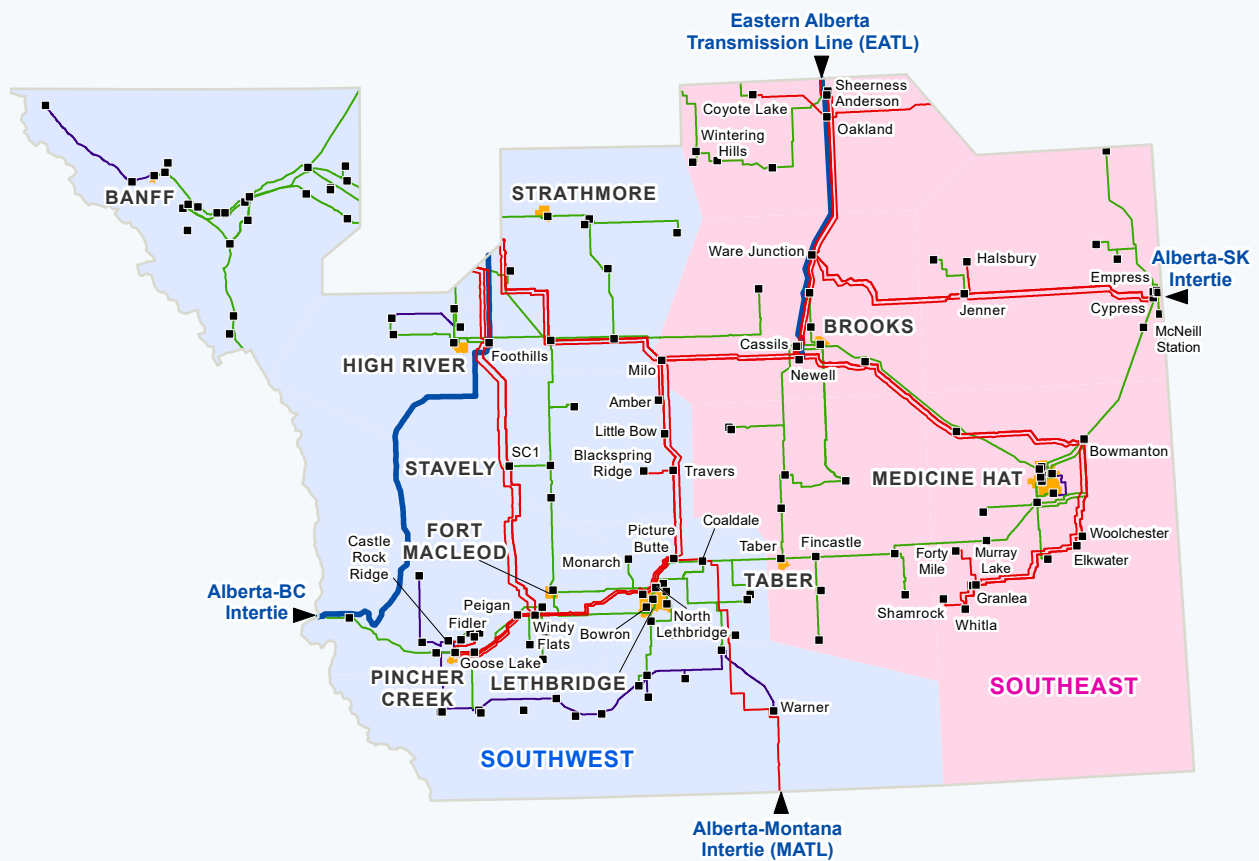 Eastern Alberta
Transmission Line (EATL)
Sheerness
Anderson
Coyote Lake
Oakland
Wintering
Hills
BANFF
STRATHMORE
Ware Junction
Halsbury
Alberta-SK
Intertie
Empress
Cypress
Jenner
McNeill
Station
BROOKS
Cassils
Foothills
HIGH RIVER
Milo
Newell
Amber
Little Bow
SC1
Blackspring
Ridge
Travers
Bowmanton
STAVELY
MEDICINE HAT
FORT
MACLEOD
Picture
Butte
Coaldale
Castle
Rock
Ridge
Monarch
Taber
Fincastle
Woolchester
Elkwater
Forty
Mile
Murray
Lake
TABER
Alberta-BC
Intertie
Peigan
Fidler
Windy
Flats
Bowron
North
Lethbridge
Shamrock
Granlea
Whitla
Goose Lake
PINCHER
CREEK
LETHBRIDGE
SOUTHEAST
Warner
SOUTHWEST
Alberta-Montana
Intertie (MATL)